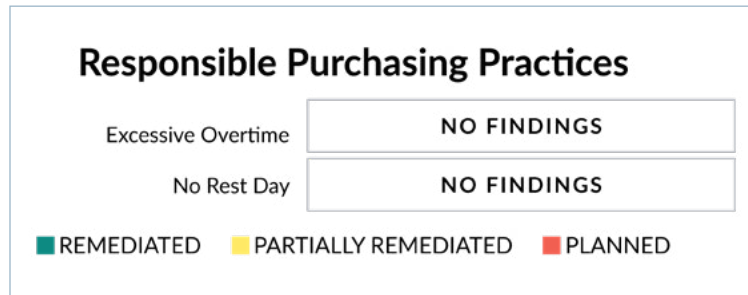 Responsible Purchasing Practices
Excessive Overtime NO FINDINGS
No Rest Day NO FINDINGS
REMEDIATED PARTIALLY REMEDIATED PLANNED